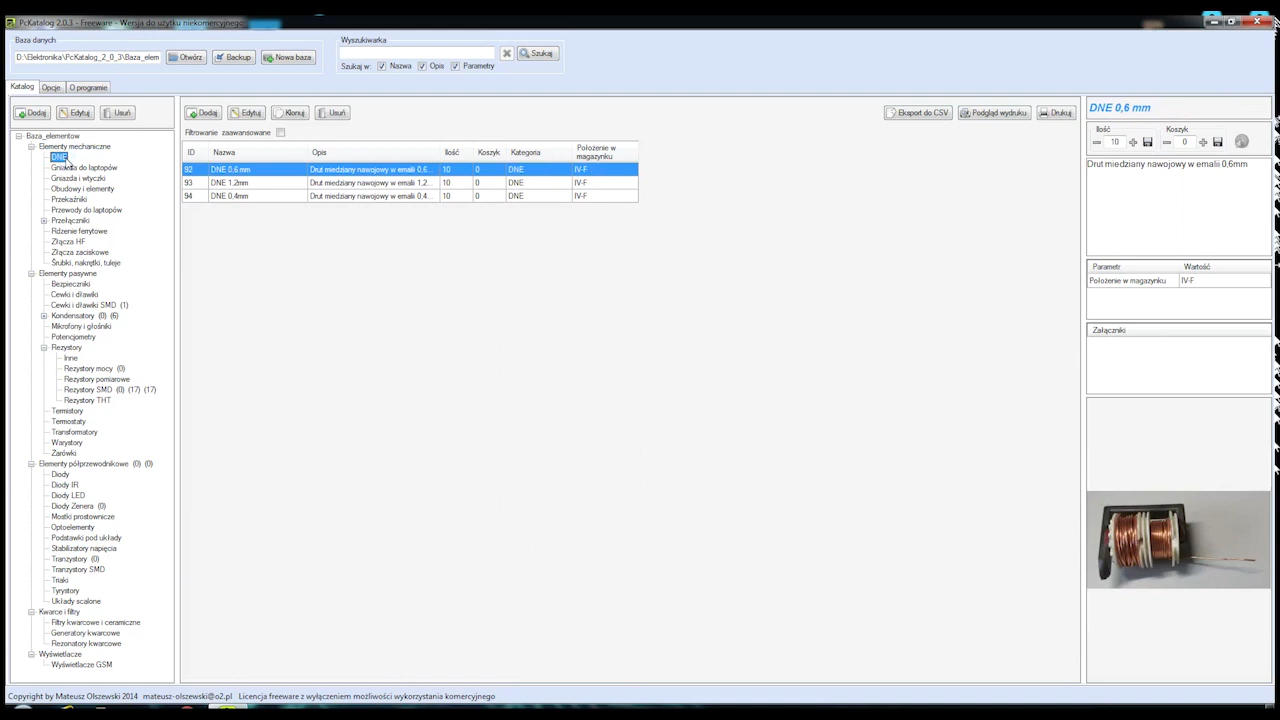 PcKatalog 2.0.3 - Freeware - Wersja do użytku niekomercyjnego
Baza danych
D:\Elektronika\PcKatalog_2_0_3\Baza_elem
Otwórz
Backup
Nowa baza
Wyszukiwarka
Szukaj
Szukaj w: Nazwa Opis Parametry
Katalog Opcje O programie
Dodaj Edytuj Usuń
Dodaj Edytuj Klonuj Usuń
Eksport do CSV Podgląd wydruku Drukuj
Filtrowanie zaawansowane
Baza_elementow
Elementy mechaniczne
DNE
Gniazda do laptopów
Gniazda i wtyczki
Obudowy i elementy
Przekaźniki
Przewody do laptopów
Przełączniki
Rdzenie ferrytowe
Złącza HF
Złącza zaciskowe
Śrubki, nakrętki, tuleje
Elementy pasywne
Bezpieczniki
Cewki i dławiki
Cewki i dławiki SMD (1)
Kondensatory (0) (6)
Mikrofony i głośniki
Potencjometry
Rezystory
Inne
Rezystory mocy (0)
Rezystory pomiarowe
Rezystory SMD (0) (17) (17)
Rezystory THT
Termistory
Termostaty
Transformatory
Warystory
Żarówki
Elementy półprzewodnikowe (0) (0)
Diody
Diody IR
Diody LED
Diody Zenera (0)
Mostki prostownicze
Optoelementy
Podstawki pod układy
Stabilizatory napięcia
Tranzystory (0)
Tranzystory SMD
Triaki
Tyrystory
Układy scalone
Kwarce i filtry
Filtry kwarcowe i ceramiczne
Generatory kwarcowe
Rezonatory kwarcowe
Wyświetlacze
Wyświetlacze GSM
ID Nazwa Opis Ilość Koszyk Kategoria Położenie w magazynku
92 DNE 0,6 mm Drut miedziany nawojowy w emalii 0,6... 10 0 DNE IV-F
93 DNE 1,2mm Drut miedziany nawojowy w emalii 1,2... 10 0 DNE IV-F
94 DNE 0,4mm Drut miedziany nawojowy w emalii 0,4... 10 0 DNE IV-F
DNE 0,6 mm
Ilość Koszyk
10 0
Drut miedziany nawojowy w emalii 0,6mm
Parametr Wartość
Położenie w magazynku IV-F
Załączniki
Copyright by Mateusz Olszewski 2014 mateusz-olszewski@o2.pl Licencja freeware z wyłączeniem możliwości wykorzystania komercyjnego